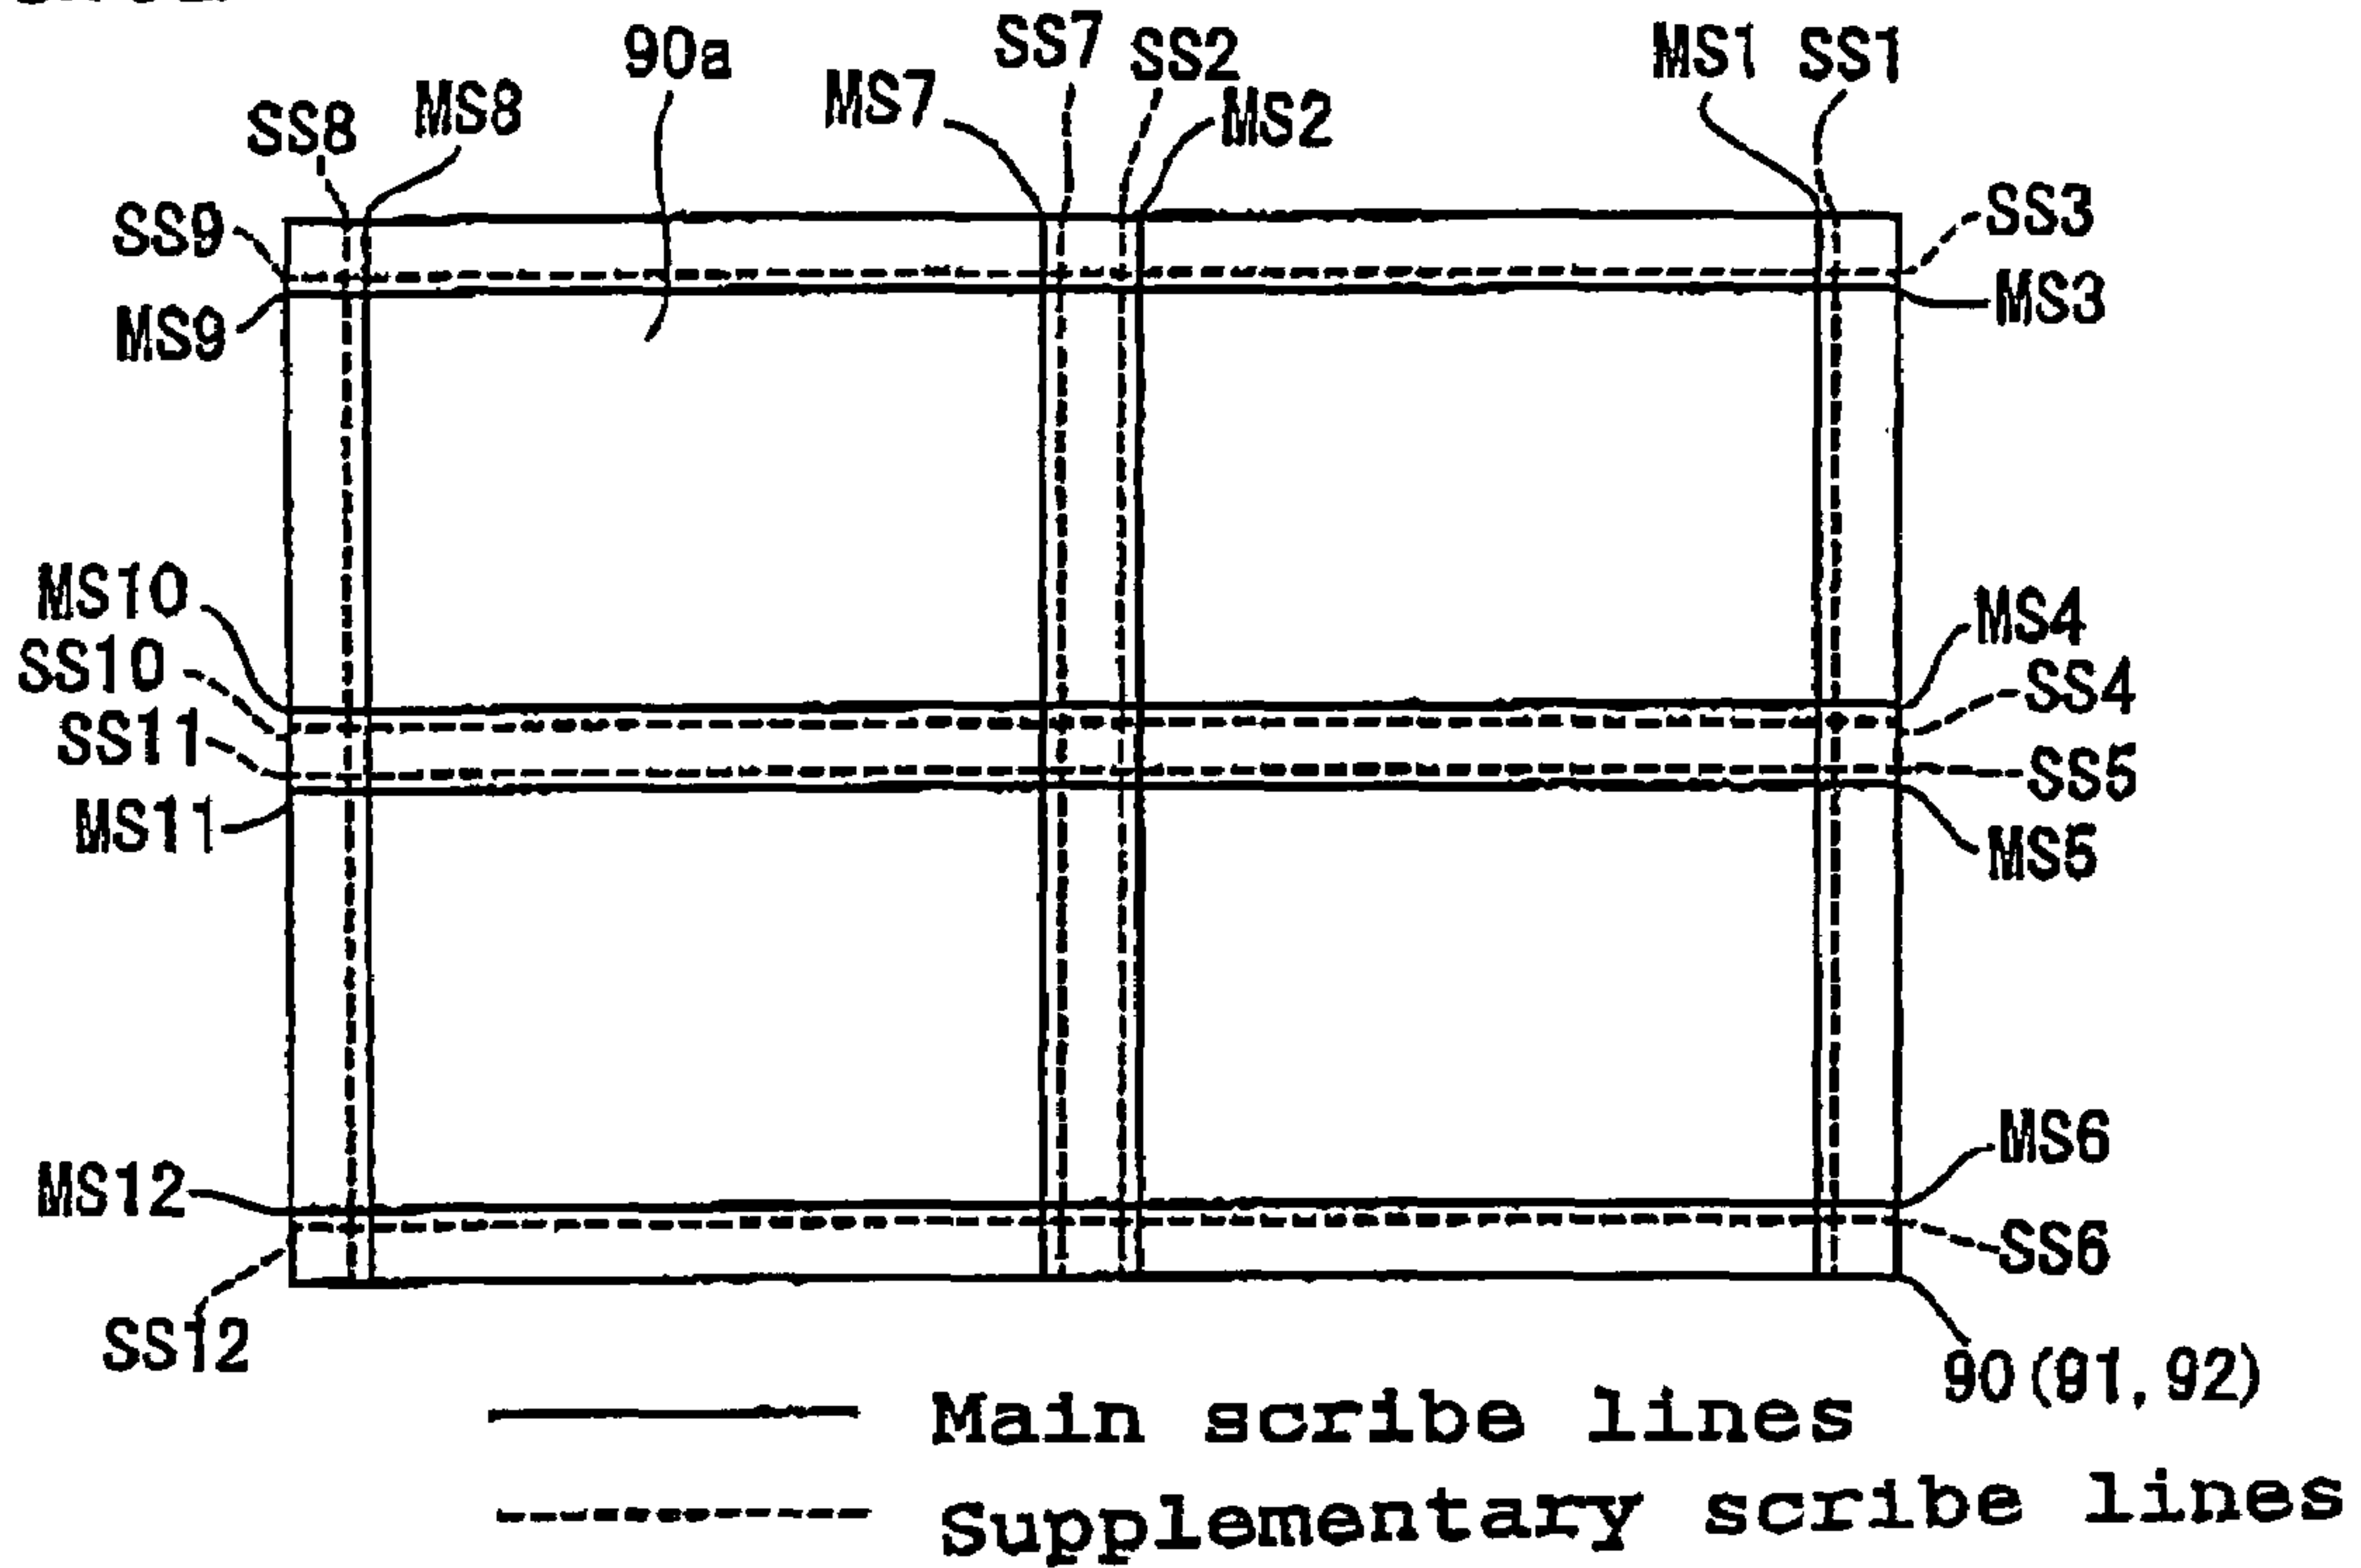 SS7
90a
SS2
MS1
SS1
MS7
MS8
MS2
SS8
SS9
SS3
MS9
MS3
MS10
MS4
SS10
SS4
SS11
SS5
MS11
MS5
MS6
MS12
SS6
SS12
90(91,92)
Main scribe lines
Supplementary scribe lines